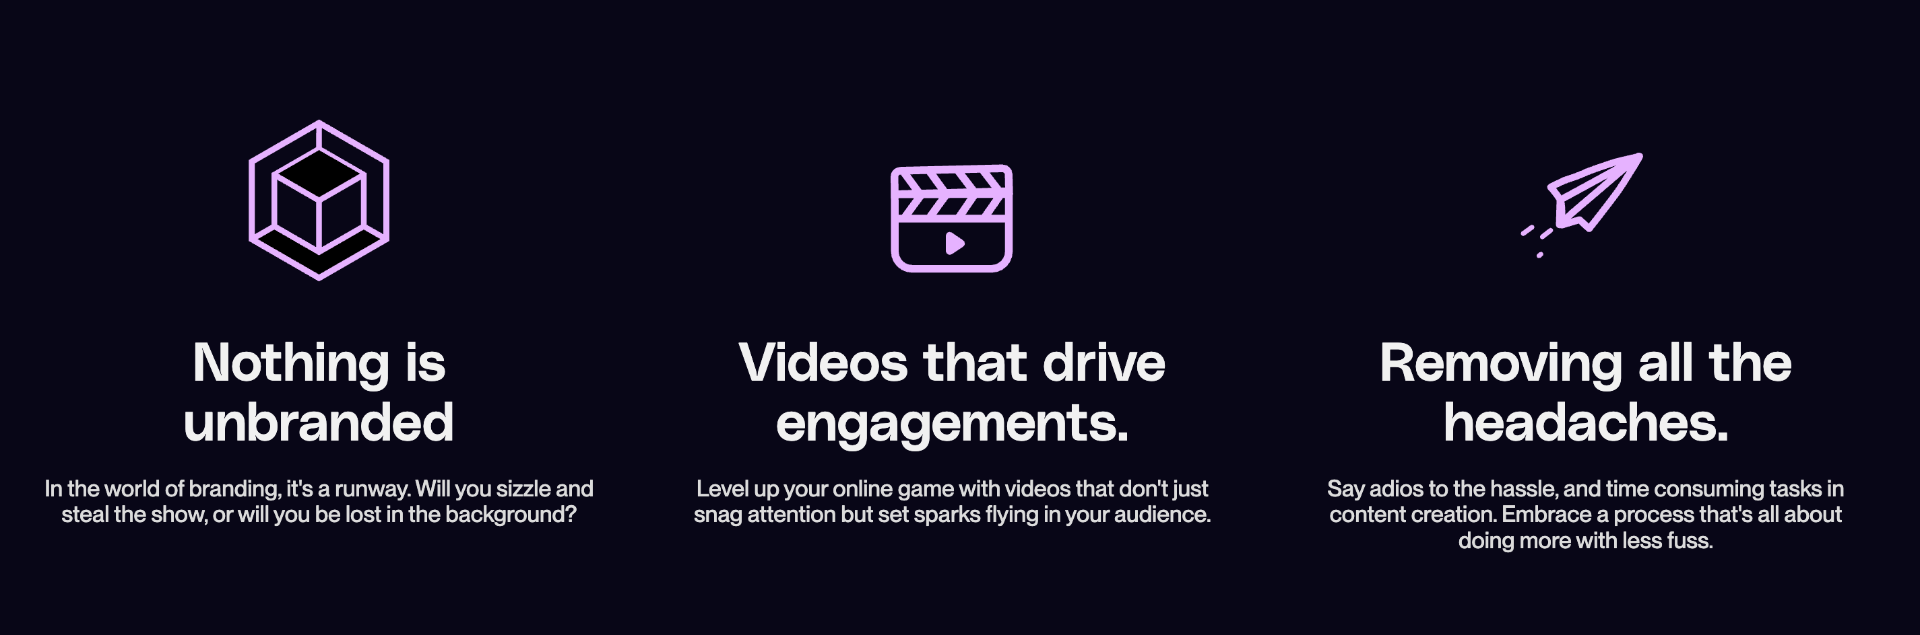 Nothing is
unbranded
In the world of branding, it's a runway. Will you sizzle and
steal the show, or will you be lost in the background?
Videos that drive
engagements.
Level up your online game with videos that don't just
snag attention but set sparks flying in your audience.
Removing all the
headaches.
Say adios to the hassle, and time consuming tasks in
content creation. Embrace a process that's all about
doing more with less fuss.